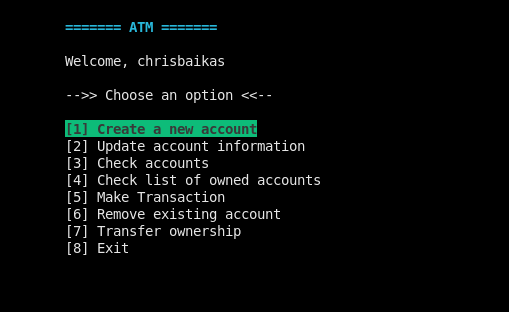 ======= ATM =======
Welcome, chrisbaikas
-->> Choose an option <<--
[1] Create a new account
[2] Update account information
[3] Check accounts
[4] Check list of owned accounts
[5] Make Transaction
[6] Remove existing account
[7] Transfer ownership
[8] Exit